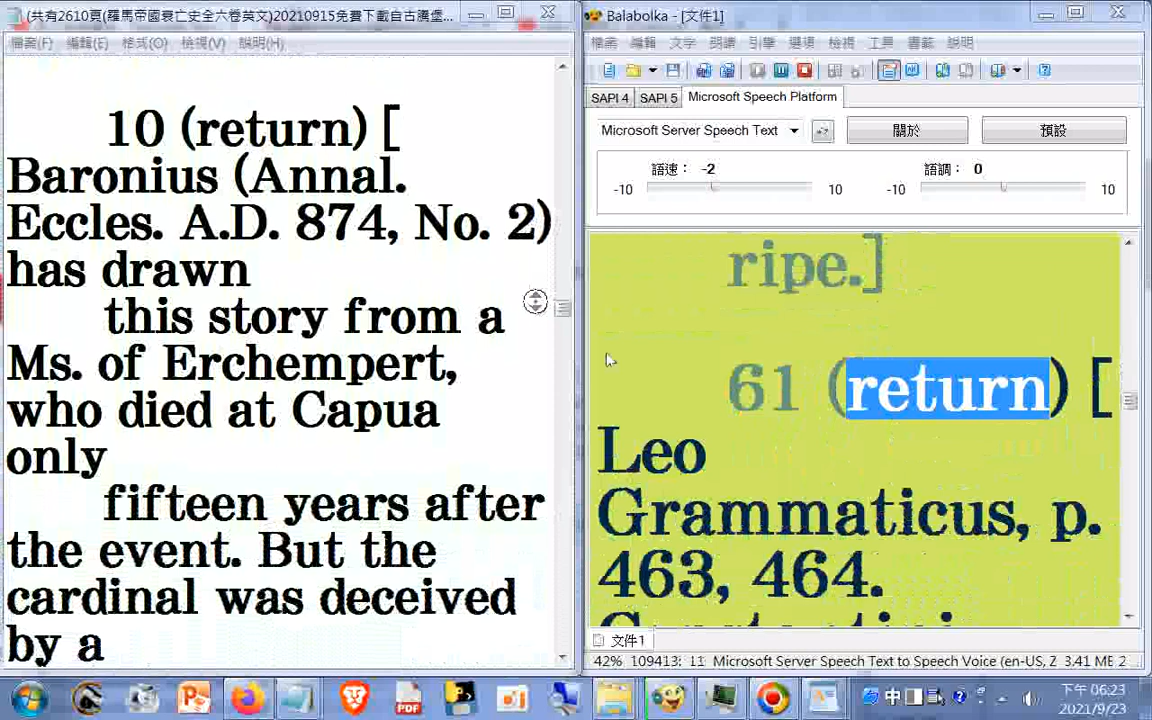 (共有2610頁(羅馬帝國衰亡史全六卷英文)20210915免費下載自古騰堡...
檔案(F) 編輯(E) 格式(O) 檢視(V) 說明(H)
10 (return) [
Baronius (Annal.
Eccles. A.D. 874, No. 2)
has drawn
this story from a
Ms. of Erchempert,
who died at Capua
only
fifteen years after
the event. But the
cardinal was deceived
by a
Balabolka - [文件1]
檔案 編輯 文字 朗讀 引擎 選項 檢視 工具 書籤 說明
SAPI 4 SAPI 5 Microsoft Speech Platform
Microsoft Server Speech Text 關於 預設
語速： -2 語調： 0
-10 10 -10 10
ripe.]
61 (return) [
Leo
Grammaticus, p.
463, 464.
文件1
42% 109413: 11 Microsoft Server Speech Text to Speech Voice (en-US, Z 3.41 MB 2
中 下午 06:23
2021/9/23